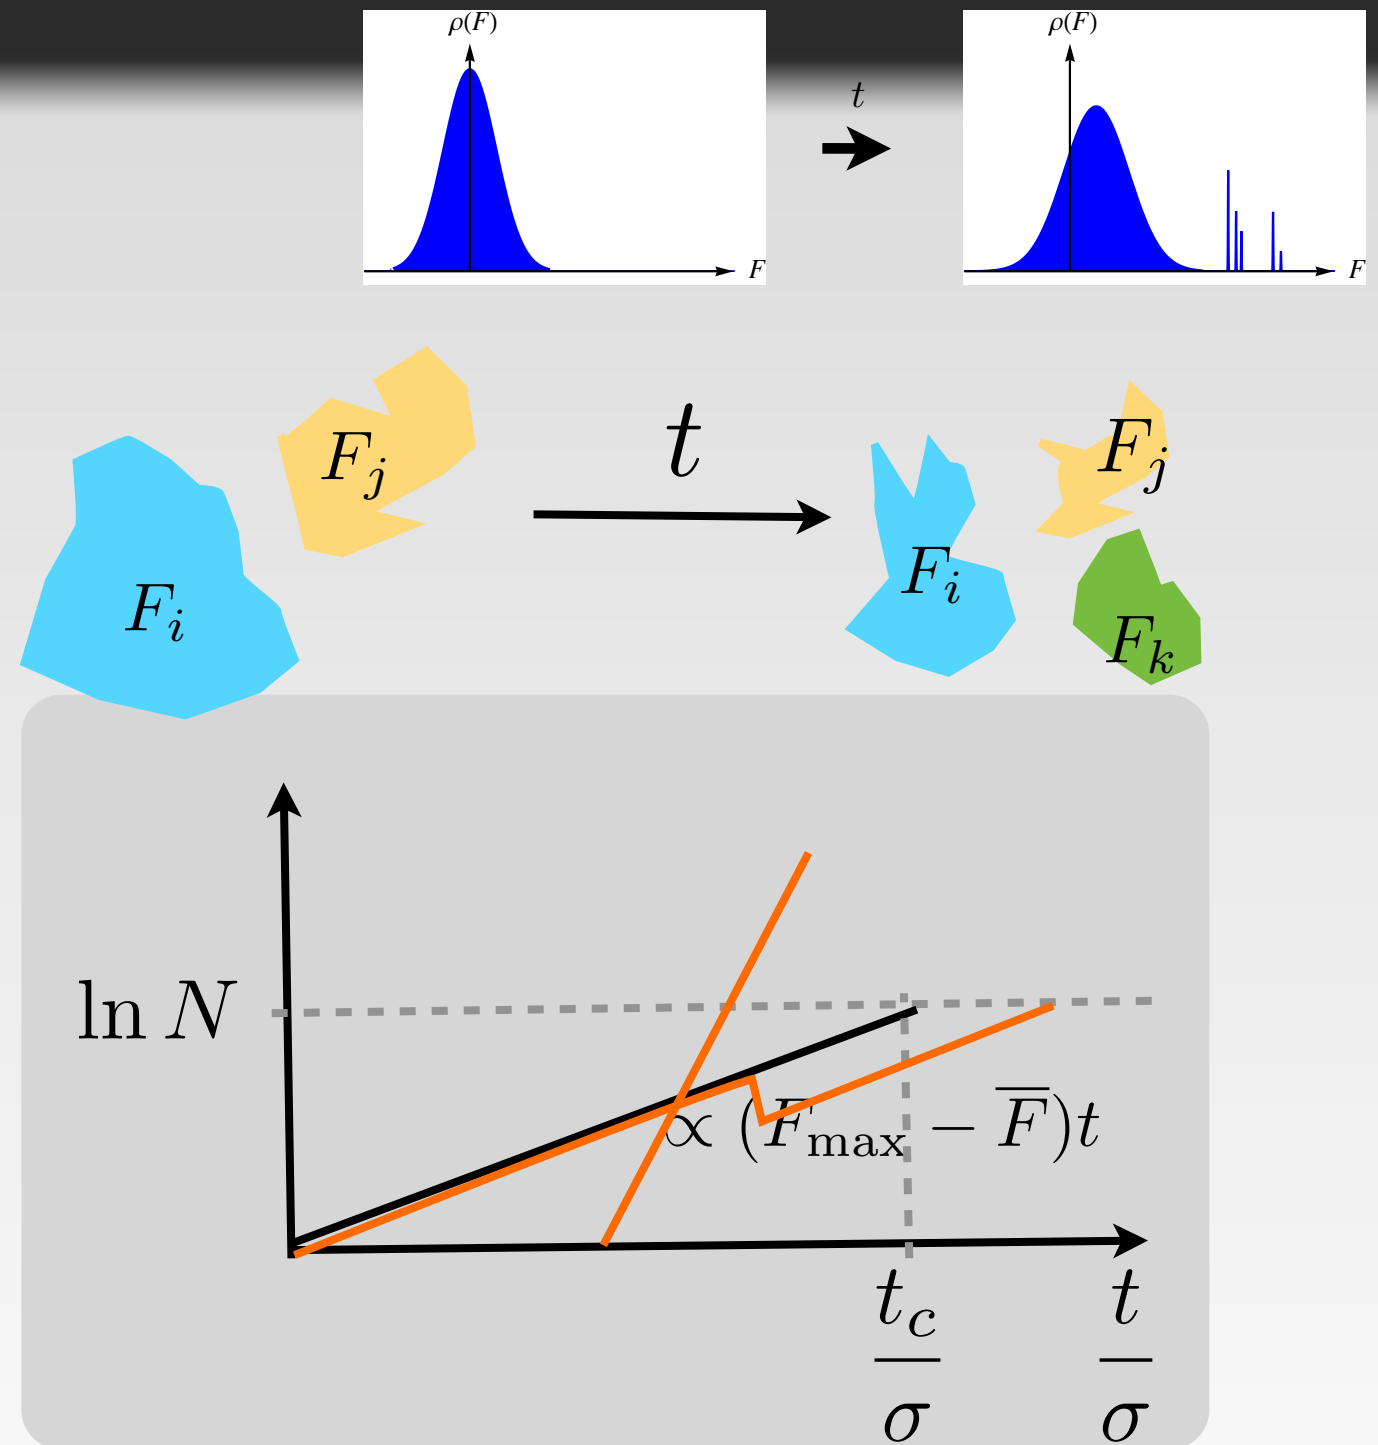 ρ(F)
ρ(F)
t
F
F
F_j
t
F_j
F_i
F_i
F_k
ln N
∝ (F_max − F̅)t
t_c/σ
t/σ